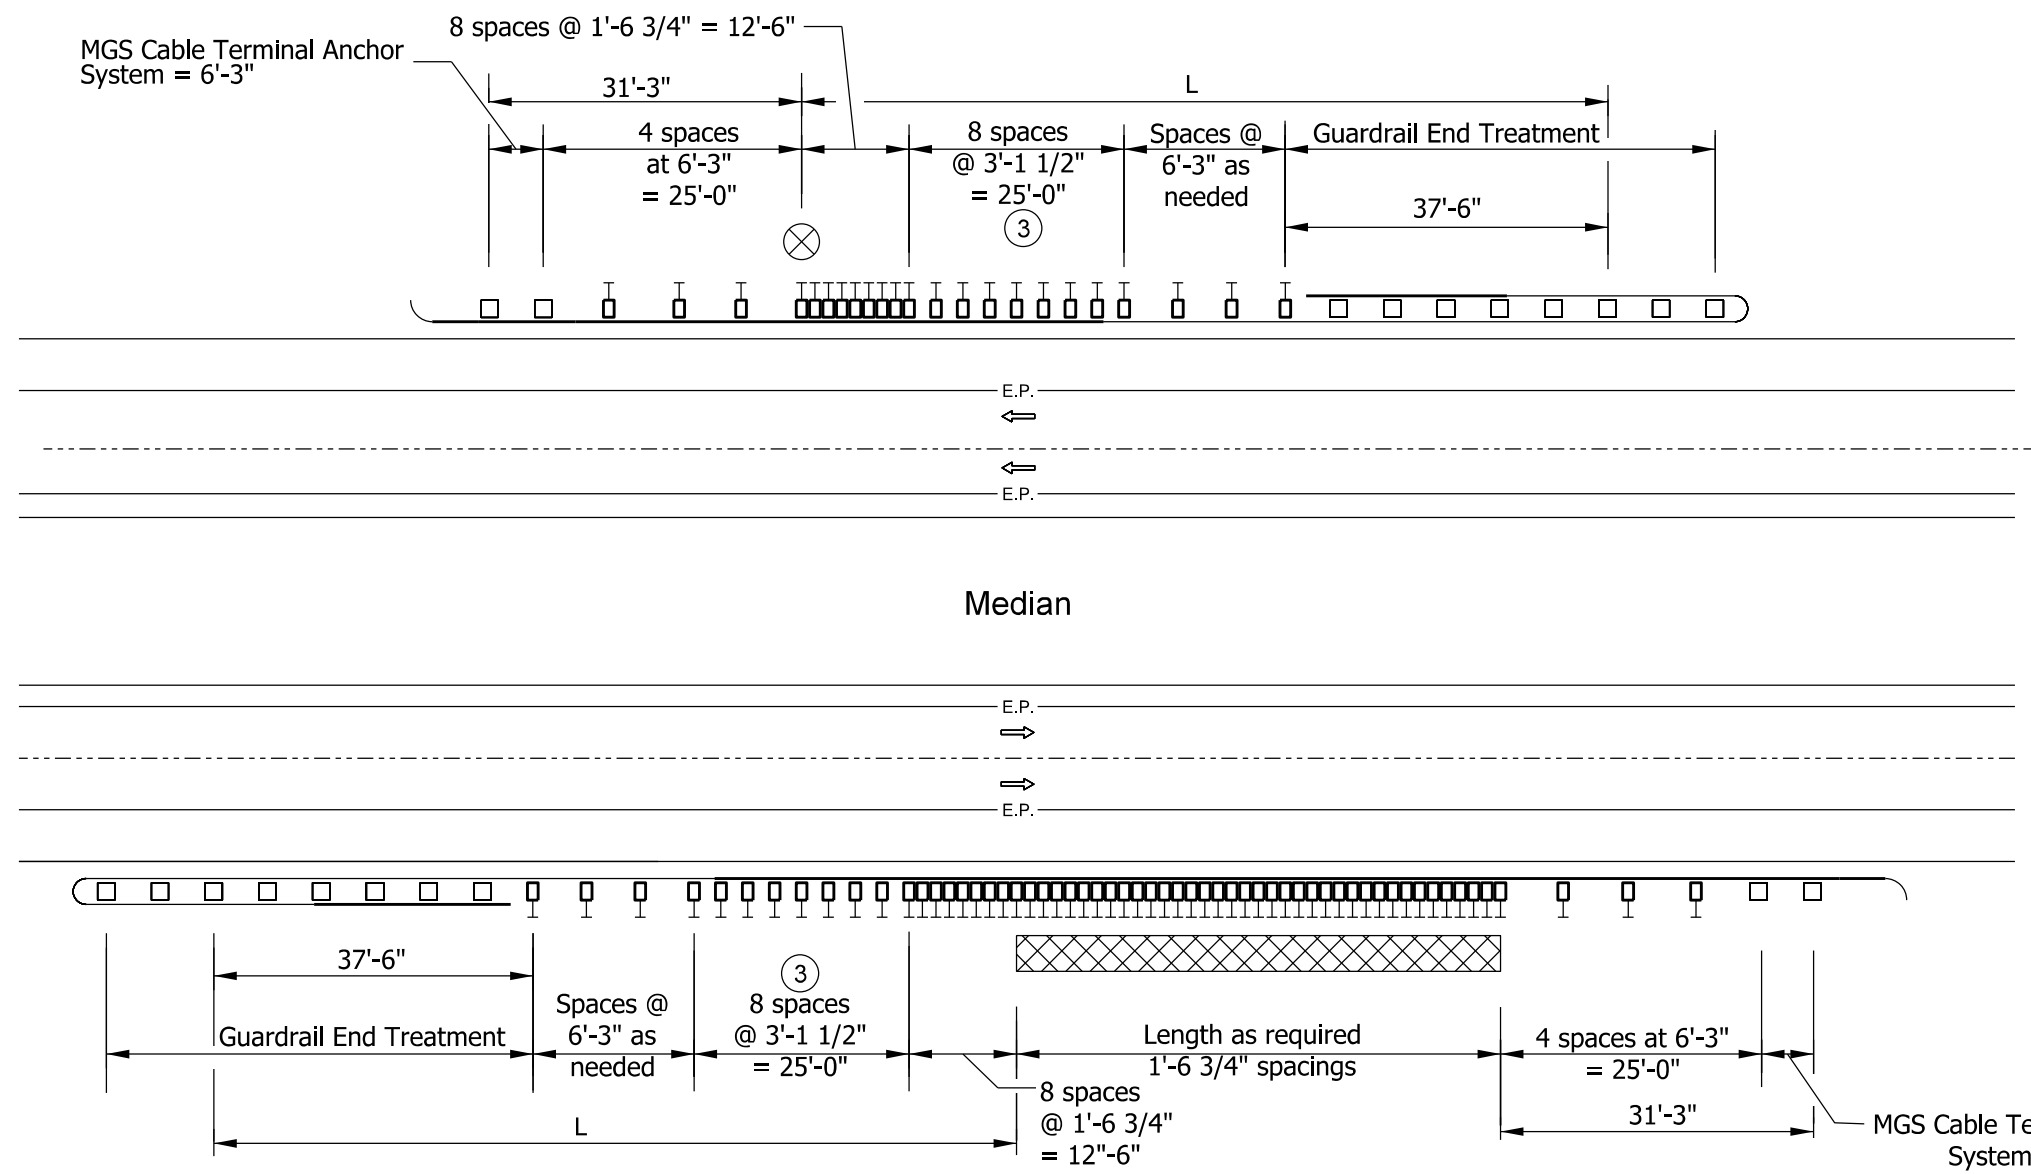 8 spaces @ 1'-6 3/4" = 12'-6"
MGS Cable Terminal Anchor
System = 6'-3"
31'-3"
L
4 spaces
at 6'-3"
= 25'-0"
8 spaces
@ 3'-1 1/2"
= 25'-0"
3
Spaces @
6'-3" as
needed
Guardrail End Treatment
37'-6"
E.P.
E.P.
Median
E.P.
E.P.
37'-6"
Guardrail End Treatment
Spaces @
6'-3" as
needed
3
8 spaces
@ 3'-1 1/2"
= 25'-0"
Length as required
1'-6 3/4" spacings
4 spaces at 6'-3"
= 25'-0"
8 spaces
@ 1'-6 3/4"
= 12"-6"
31'-3"
L
MGS Cable Te
System